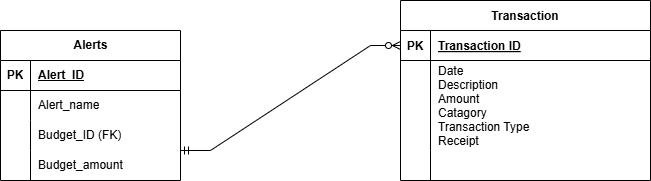 Alerts
PK Alert_ID
Alert_name
Budget_ID (FK)
Budget_amount
Transaction
PK Transaction ID
Date
Description
Amount
Catagory
Transaction Type
Receipt